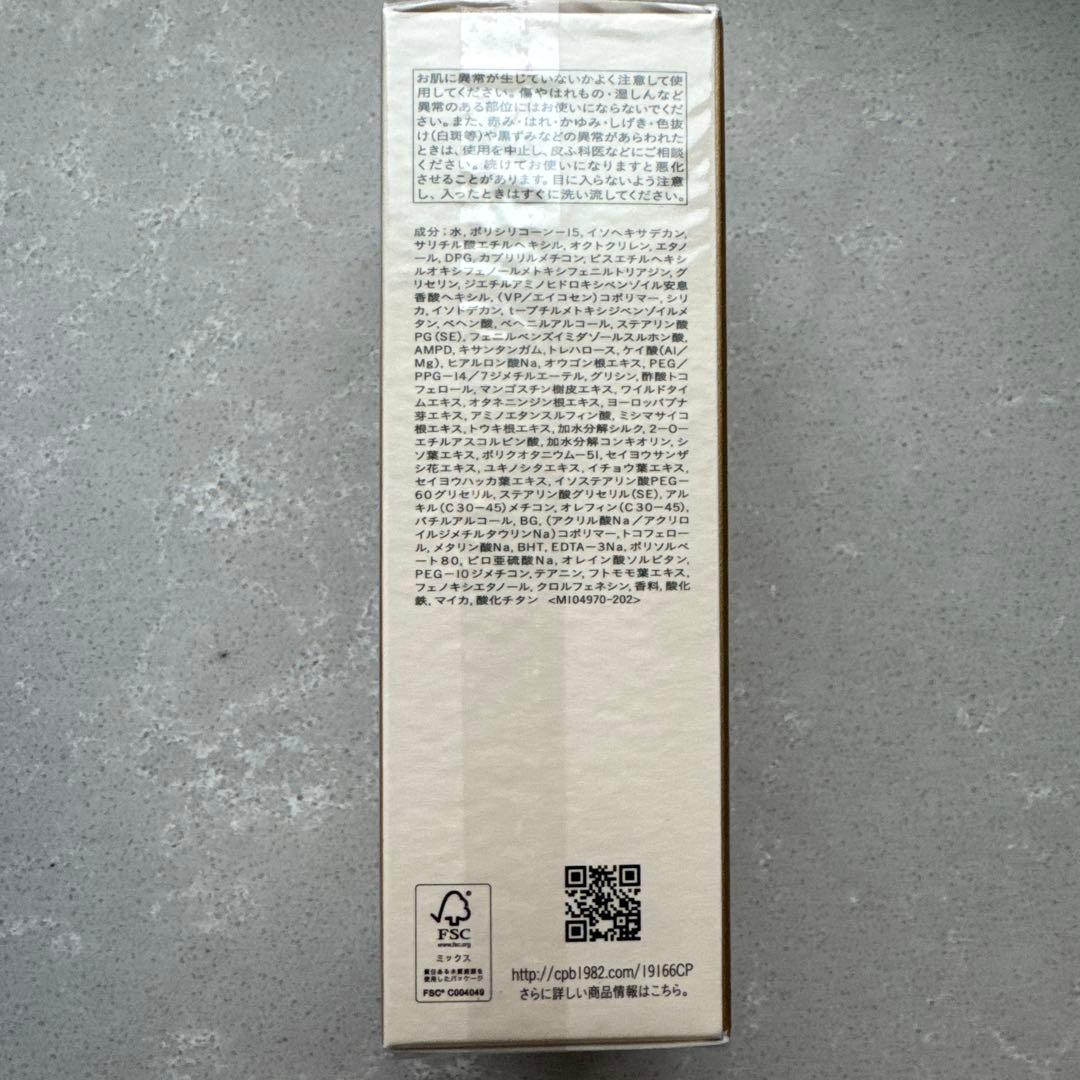 お肌に異常が生じていないかよく注意して使
用してください。傷やはれもの・湿しんなど
異常のある部位にはお使いにならないでくだ
さい。また、赤み・はれ・かゆみ・しげき・色抜
け(白斑等)や黒ずみなどの異常があらわれた
ときは、使用を中止し、皮ふ科医などにご相談
ください。続けてお使いになりますと悪化
させることがあります。目に入らないよう注意
し、入ったときはすぐに洗い流してください。
成分;水, ポリシリコーン-15, イソヘキサデカン,
サリチル酸エチルヘキシル, オクトクリレン, エタノ
ール, DPG, カプリリルメチコン, ビスエチルヘキシ
ルオキシフェノールメトキシフェニルトリアジン, グ
リセリン, ジエチルアミノヒドロキシベンゾイル安息
香酸ヘキシル, (VP/エイコセン)コポリマー, シリ
カ, イソドデカン, t-ブチルメトキシジベンゾイルメ
タン, ベヘン酸, ベヘニルアルコール, ステアリン酸
PG(SE), フェニルベンズイミダゾールスルホン酸,
AMPD, キサンタンガム, トレハロース, ケイ酸(Al/
Mg), ヒアルロン酸Na, オウゴン根エキス, PEG/
PPG-14/7ジメチルエーテル, グリシン, 酢酸トコ
フェロール, マンゴスチン樹皮エキス, ワイルドタイ
ムエキス, オタネニンジン根エキス, ヨーロッパブナ
芽エキス, アミノエタンスルフィン酸, ミシマサイコ
根エキス, トウキ根エキス, 加水分解シルク, 2-O-
エチルアスコルビン酸, 加水分解コンキオリン, シ
ソ葉エキス, ポリクオタニウム-51, セイヨウサンザ
シ花エキス, ユキノシタエキス, イチョウ葉エキス,
セイヨウハッカ葉エキス, イソステアリン酸PEG-
60グリセリル, ステアリン酸グリセリル(SE), アル
キル(C30-45)メチコン, オレフィン(C30-45),
バチルアルコール, BG, (アクリル酸Na/アクリロ
イルジメチルタウリンNa)コポリマー, トコフェロー
ル, メタリン酸Na, BHT, EDTA-3Na, ポリソルベ
ート80, ピロ亜硫酸Na, オレイン酸ソルビタン,
PEG-10ジメチコン, テアニン, フトモモ葉エキス,
フェノキシエタノール, クロルフェネシン, 香料, 酸化
鉄, マイカ, 酸化チタン <M104970-202>
FSC
www.fsc.org
ミックス
責任ある木質資源を
使用したパッケージ
FSC® C004049
http://cpb1982.com/19166CP
さらに詳しい商品情報はこちら。